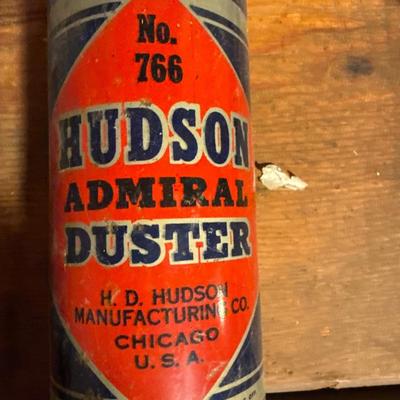 No.
766
HUDSON
ADMIRAL
DUSTER
H. D. HUDSON
MANUFACTURING CO.
CHICAGO
U. S. A.